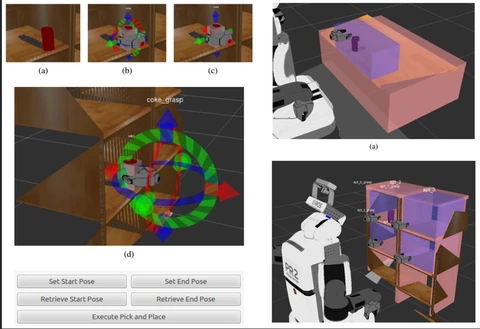 (a)
(b)
(c)
coke_grasp
(d)
Set Start Pose
Set End Pose
Retrieve Start Pose
Retrieve End Pose
Execute Pick and Place
(a)
PR2